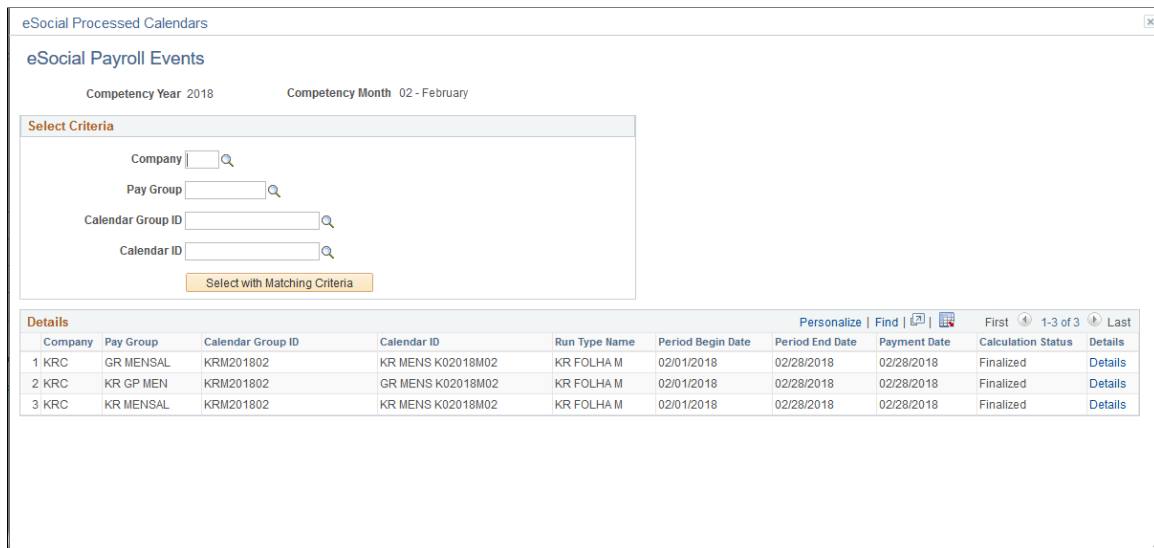 eSocial Processed Calendars
eSocial Payroll Events
Competency Year 2018 Competency Month 02 - February
Select Criteria
Company
Pay Group
Calendar Group ID
Calendar ID
Select with Matching Criteria
Details Personalize | Find | | First 1-3 of 3 Last
Company Pay Group Calendar Group ID Calendar ID Run Type Name Period Begin Date Period End Date Payment Date Calculation Status Details
1 KRC GR MENSAL KRM201802 KR MENS K02018M02 KR FOLHA M 02/01/2018 02/28/2018 02/28/2018 Finalized Details
2 KRC KR GP MEN KRM201802 GR MENS K02018M02 KR FOLHA M 02/01/2018 02/28/2018 02/28/2018 Finalized Details
3 KRC KR MENSAL KRM201802 KR MENS K02018M02 KR FOLHA M 02/01/2018 02/28/2018 02/28/2018 Finalized Details